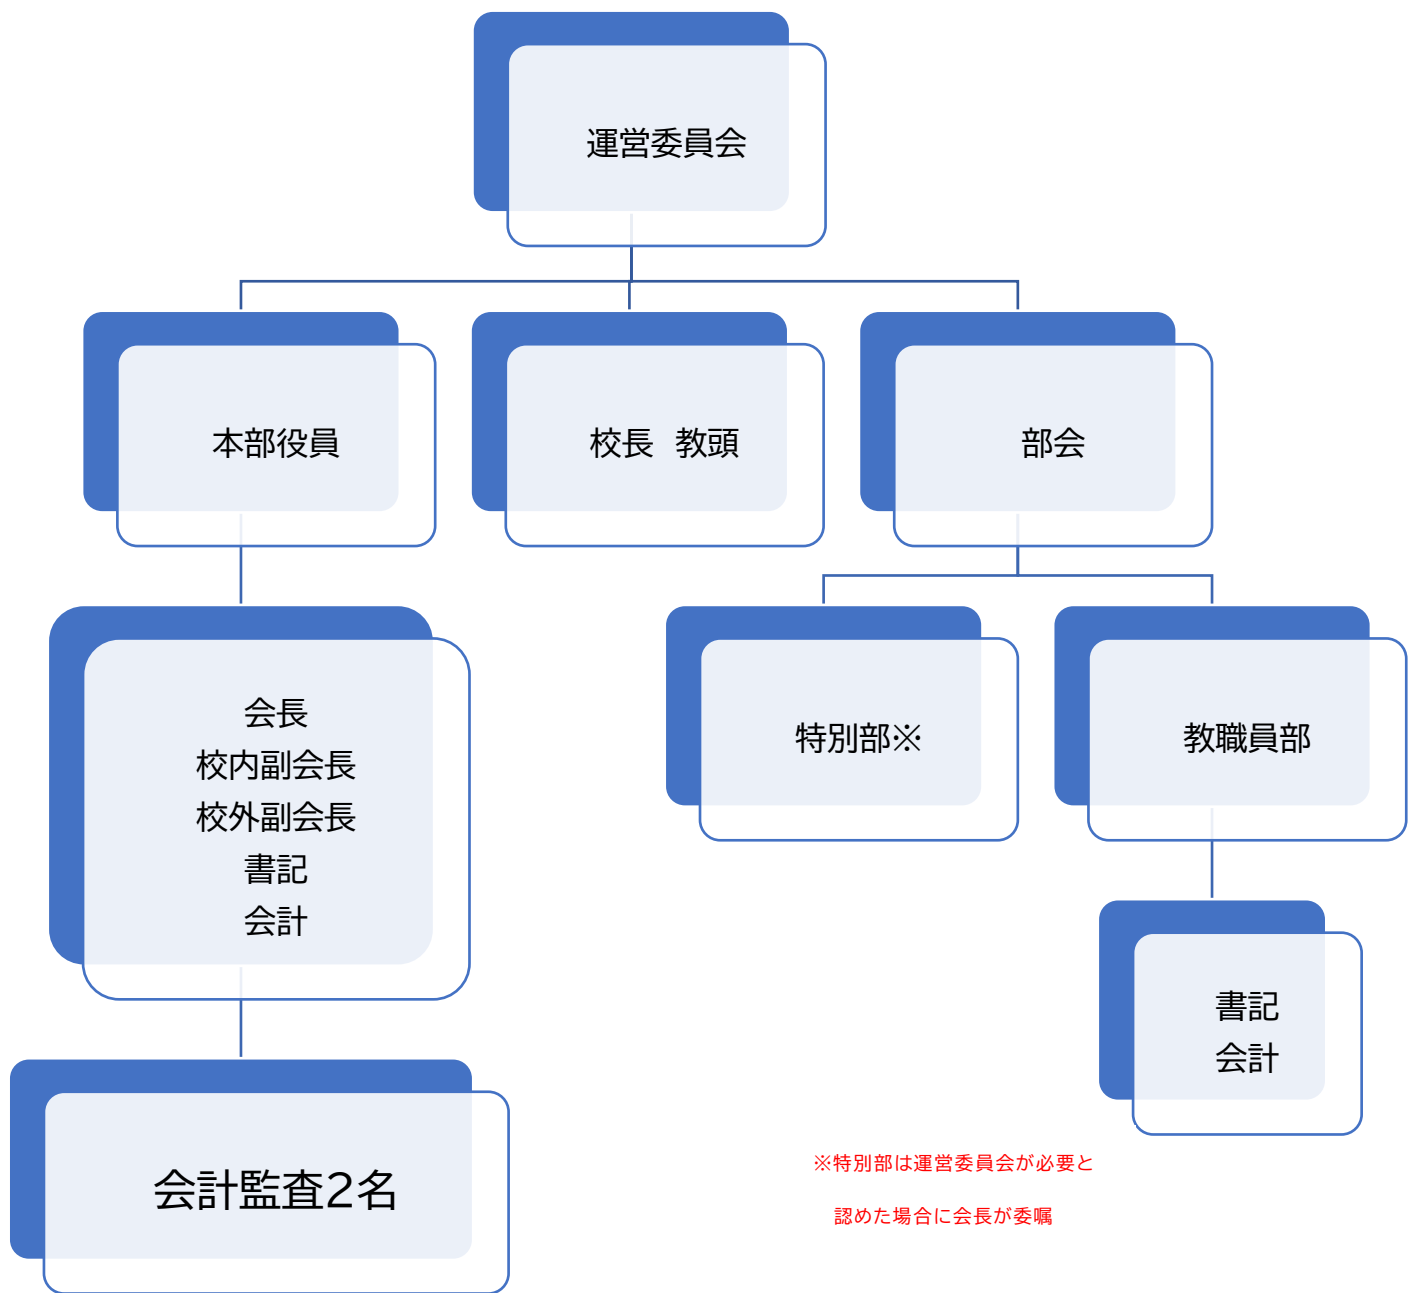 運営委員会
本部役員
校長　教頭
部会
会長
校内副会長
校外副会長
書記
会計
特別部※
教職員部
書記
会計
会計監査2名
※特別部は運営委員会が必要と
認めた場合に会長が委嘱